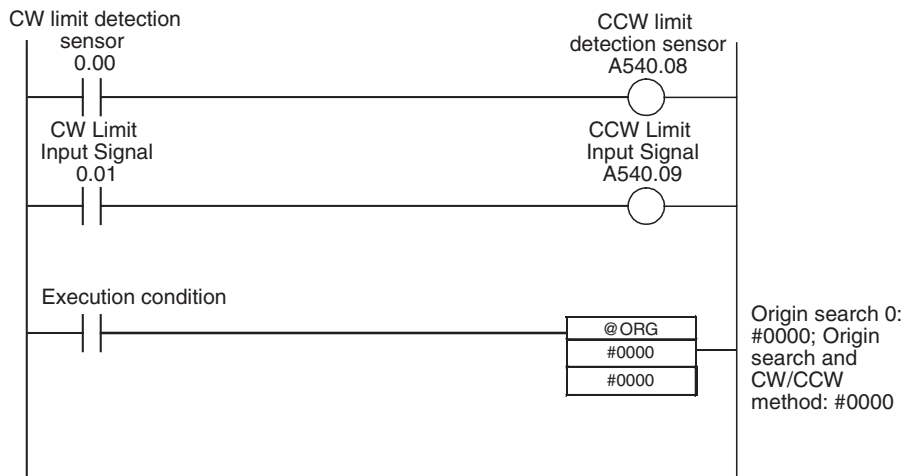 CW limit detection
sensor
0.00
CCW limit
detection sensor
A540.08
CW Limit
Input Signal
0.01
CCW Limit
Input Signal
A540.09
Execution condition
@ORG
#0000
#0000
Origin search 0:
#0000; Origin
search and
CW/CCW
method: #0000